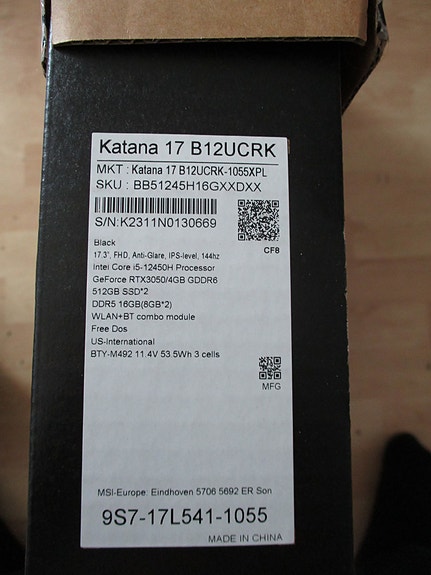 Katana 17 B12UCRK
MKT : Katana 17 B12UCRK-1055XPL
SKU : BB51245H16GXXDXX
S/N:K2311N0130669
CF8
Black
17.3", FHD, Anti-Glare, IPS-level, 144hz
Intel Core i5-12450H Processor
GeForce RTX3050/4GB GDDR6
512GB SSD*2
DDR5 16GB(8GB*2)
WLAN+BT combo module
Free Dos
US-International
BTY-M492 11.4V 53.5Wh 3 cells
MFG
MSI-Europe: Eindhoven 5706 5692 ER Son
9S7-17L541-1055
MADE IN CHINA